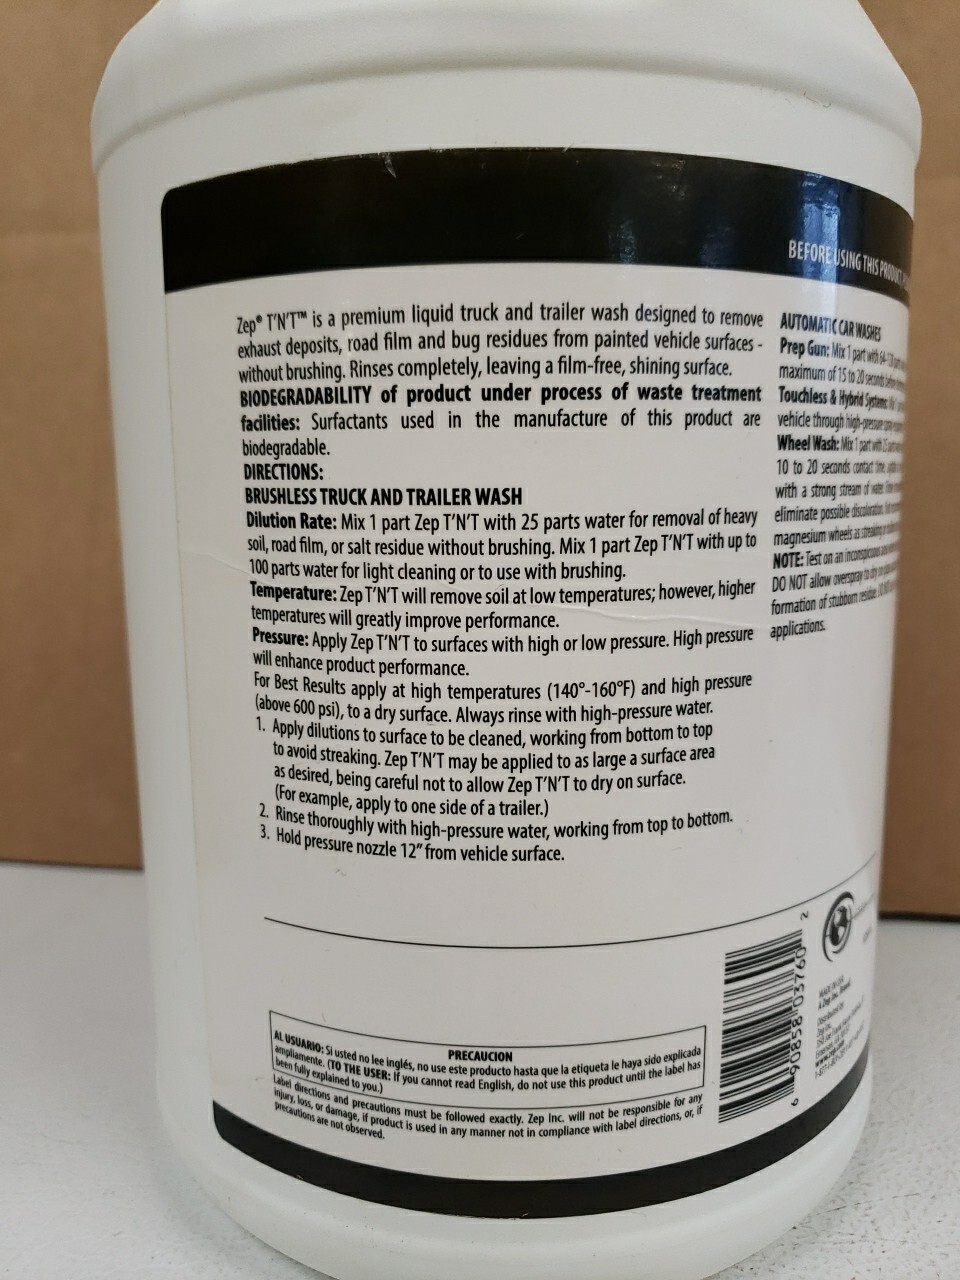 BEFORE USING THIS PRODUCT,
Zep® T'N'T™ is a premium liquid truck and trailer wash designed to remove
exhaust deposits, road film and bug residues from painted vehicle surfaces -
without brushing. Rinses completely, leaving a film-free, shining surface.
BIODEGRADABILITY of product under process of waste treatment
facilities: Surfactants used in the manufacture of this product are
biodegradable.
DIRECTIONS:
BRUSHLESS TRUCK AND TRAILER WASH
Dilution Rate: Mix 1 part Zep T'N'T with 25 parts water for removal of heavy
soil, road film, or salt residue without brushing. Mix 1 part Zep T'N'T with up to
100 parts water for light cleaning or to use with brushing.
Temperature: Zep T'N'T will remove soil at low temperatures; however, higher
temperatures will greatly improve performance.
Pressure: Apply Zep T'N'T to surfaces with high or low pressure. High pressure
will enhance product performance.
For Best Results apply at high temperatures (140°-160°F) and high pressure
(above 600 psi), to a dry surface. Always rinse with high-pressure water.
1. Apply dilutions to surface to be cleaned, working from bottom to top
to avoid streaking. Zep T'N'T may be applied to as large a surface area
as desired, being careful not to allow Zep T'N'T to dry on surface.
(For example, apply to one side of a trailer.)
2. Rinse thoroughly with high-pressure water, working from top to bottom.
3. Hold pressure nozzle 12" from vehicle surface.
AUTOMATIC CAR WASHES
Prep Gun: Mix 1 part with 64-128
maximum of 15 to 20 seconds before
Touchless & Hybrid Systems: Mix 1
vehicle through high-pressure spray
Wheel Wash: Mix 1 part with 25 parts
10 to 20 seconds contact time,
with a strong stream of water.
eliminate possible discoloration.
magnesium wheels as streaking
NOTE: Test on an inconspicuous
DO NOT allow overspray to dry on
formation of stubborn residue.
applications.
PRECAUCION
AL USUARIO: Si usted no lee inglés, no use este producto hasta que la etiqueta le haya sido explicada
ampliamente. (TO THE USER: If you cannot read English, do not use this product until the label has
been fully explained to you.)
Label directions and precautions must be followed exactly. Zep Inc. will not be responsible for any
injury, loss, or damage, if product is used in any manner not in compliance with label directions, or, if
precautions are not observed.
6 90858 03760 2
MADE IN USA